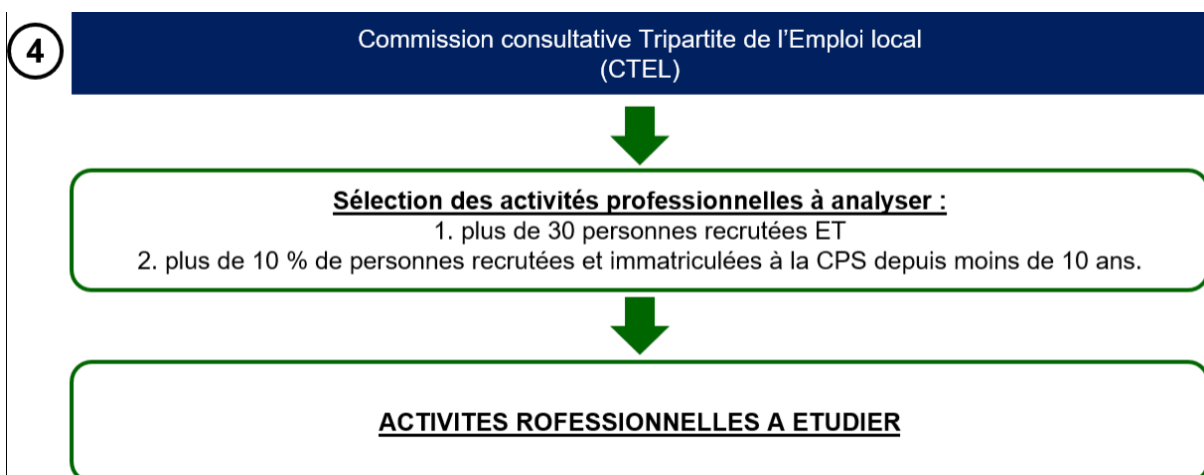 4
Commission consultative Tripartite de l’Emploi local
(CTEL)
Sélection des activités professionnelles à analyser :
1. plus de 30 personnes recrutées ET
2. plus de 10 % de personnes recrutées et immatriculées à la CPS depuis moins de 10 ans.
ACTIVITES ROFESSIONNELLES A ETUDIER